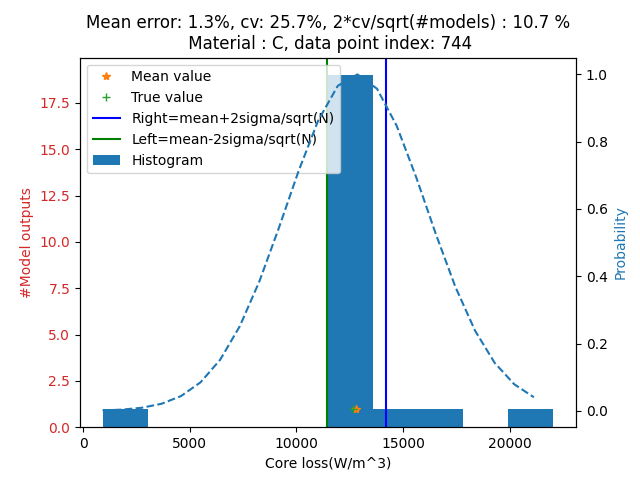 Mean error: 1.3%, cv: 25.7%, 2*cv/sqrt(#models) : 10.7 %
Material : C, data point index: 744
Mean value
True value
Right=mean+2sigma/sqrt(N)
Left=mean-2sigma/sqrt(N)
Histogram
#Model outputs
17.5
15.0
12.5
10.0
7.5
5.0
2.5
0.0
1.0
0.8
0.6
0.4
0.2
0.0
Probability
0 5000 10000 15000 20000
Core loss(W/m^3)